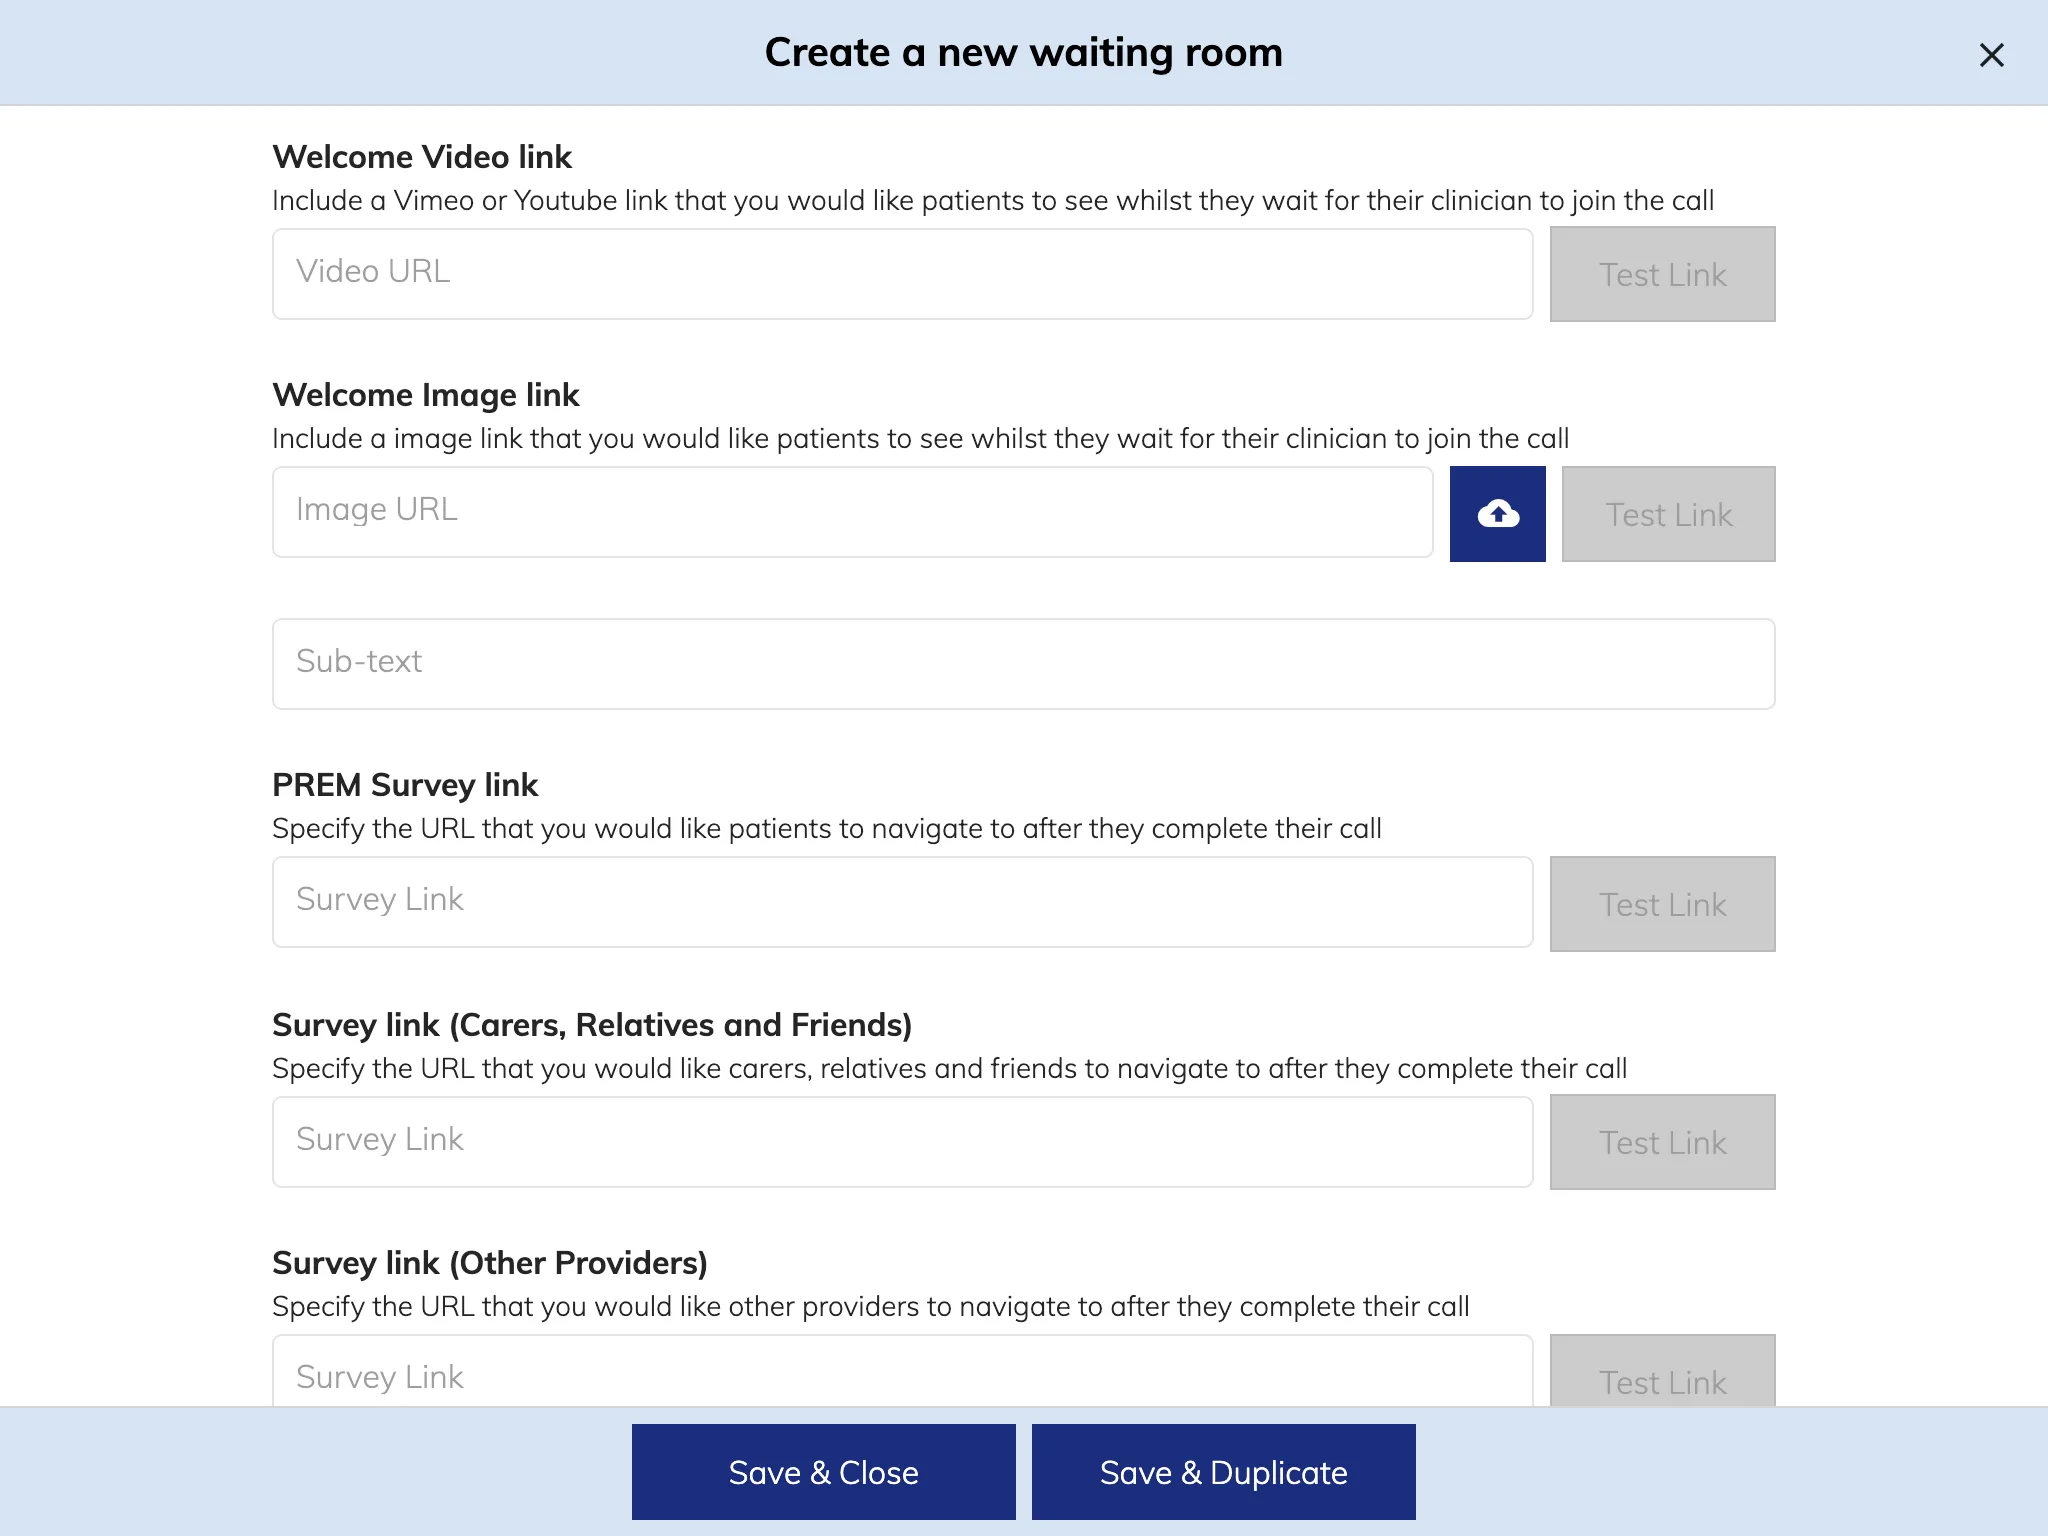 Create a new waiting room
Welcome Video link
Include a Vimeo or Youtube link that you would like patients to see whilst they wait for their clinician to join the call
Video URL
Test Link
Welcome Image link
Include a image link that you would like patients to see whilst they wait for their clinician to join the call
Image URL
Test Link
Sub-text
PREM Survey link
Specify the URL that you would like patients to navigate to after they complete their call
Survey Link
Test Link
Survey link (Carers, Relatives and Friends)
Specify the URL that you would like carers, relatives and friends to navigate to after they complete their call
Survey Link
Test Link
Survey link (Other Providers)
Specify the URL that you would like other providers to navigate to after they complete their call
Survey Link
Test Link
Save & Close
Save & Duplicate